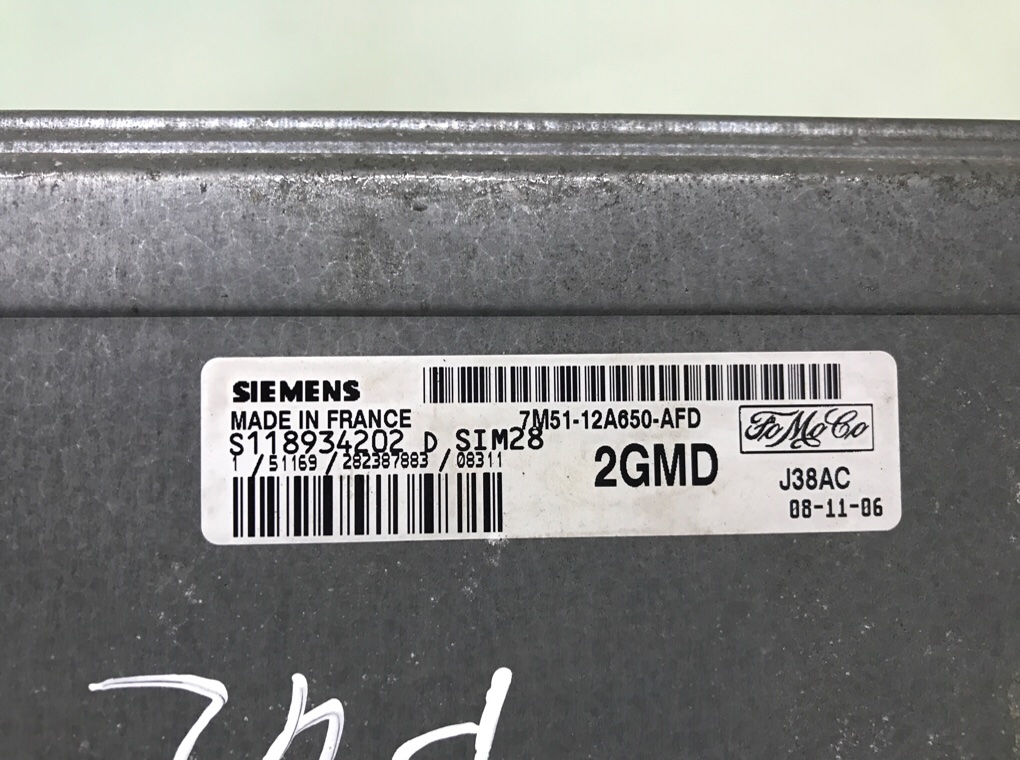 SIEMENS
MADE IN FRANCE
7M51-12A650-AFD
FoMoCo
S118934202 D SIM28
1 /51169 /282387883 /08311
2GMD
J38AC
08-11-06